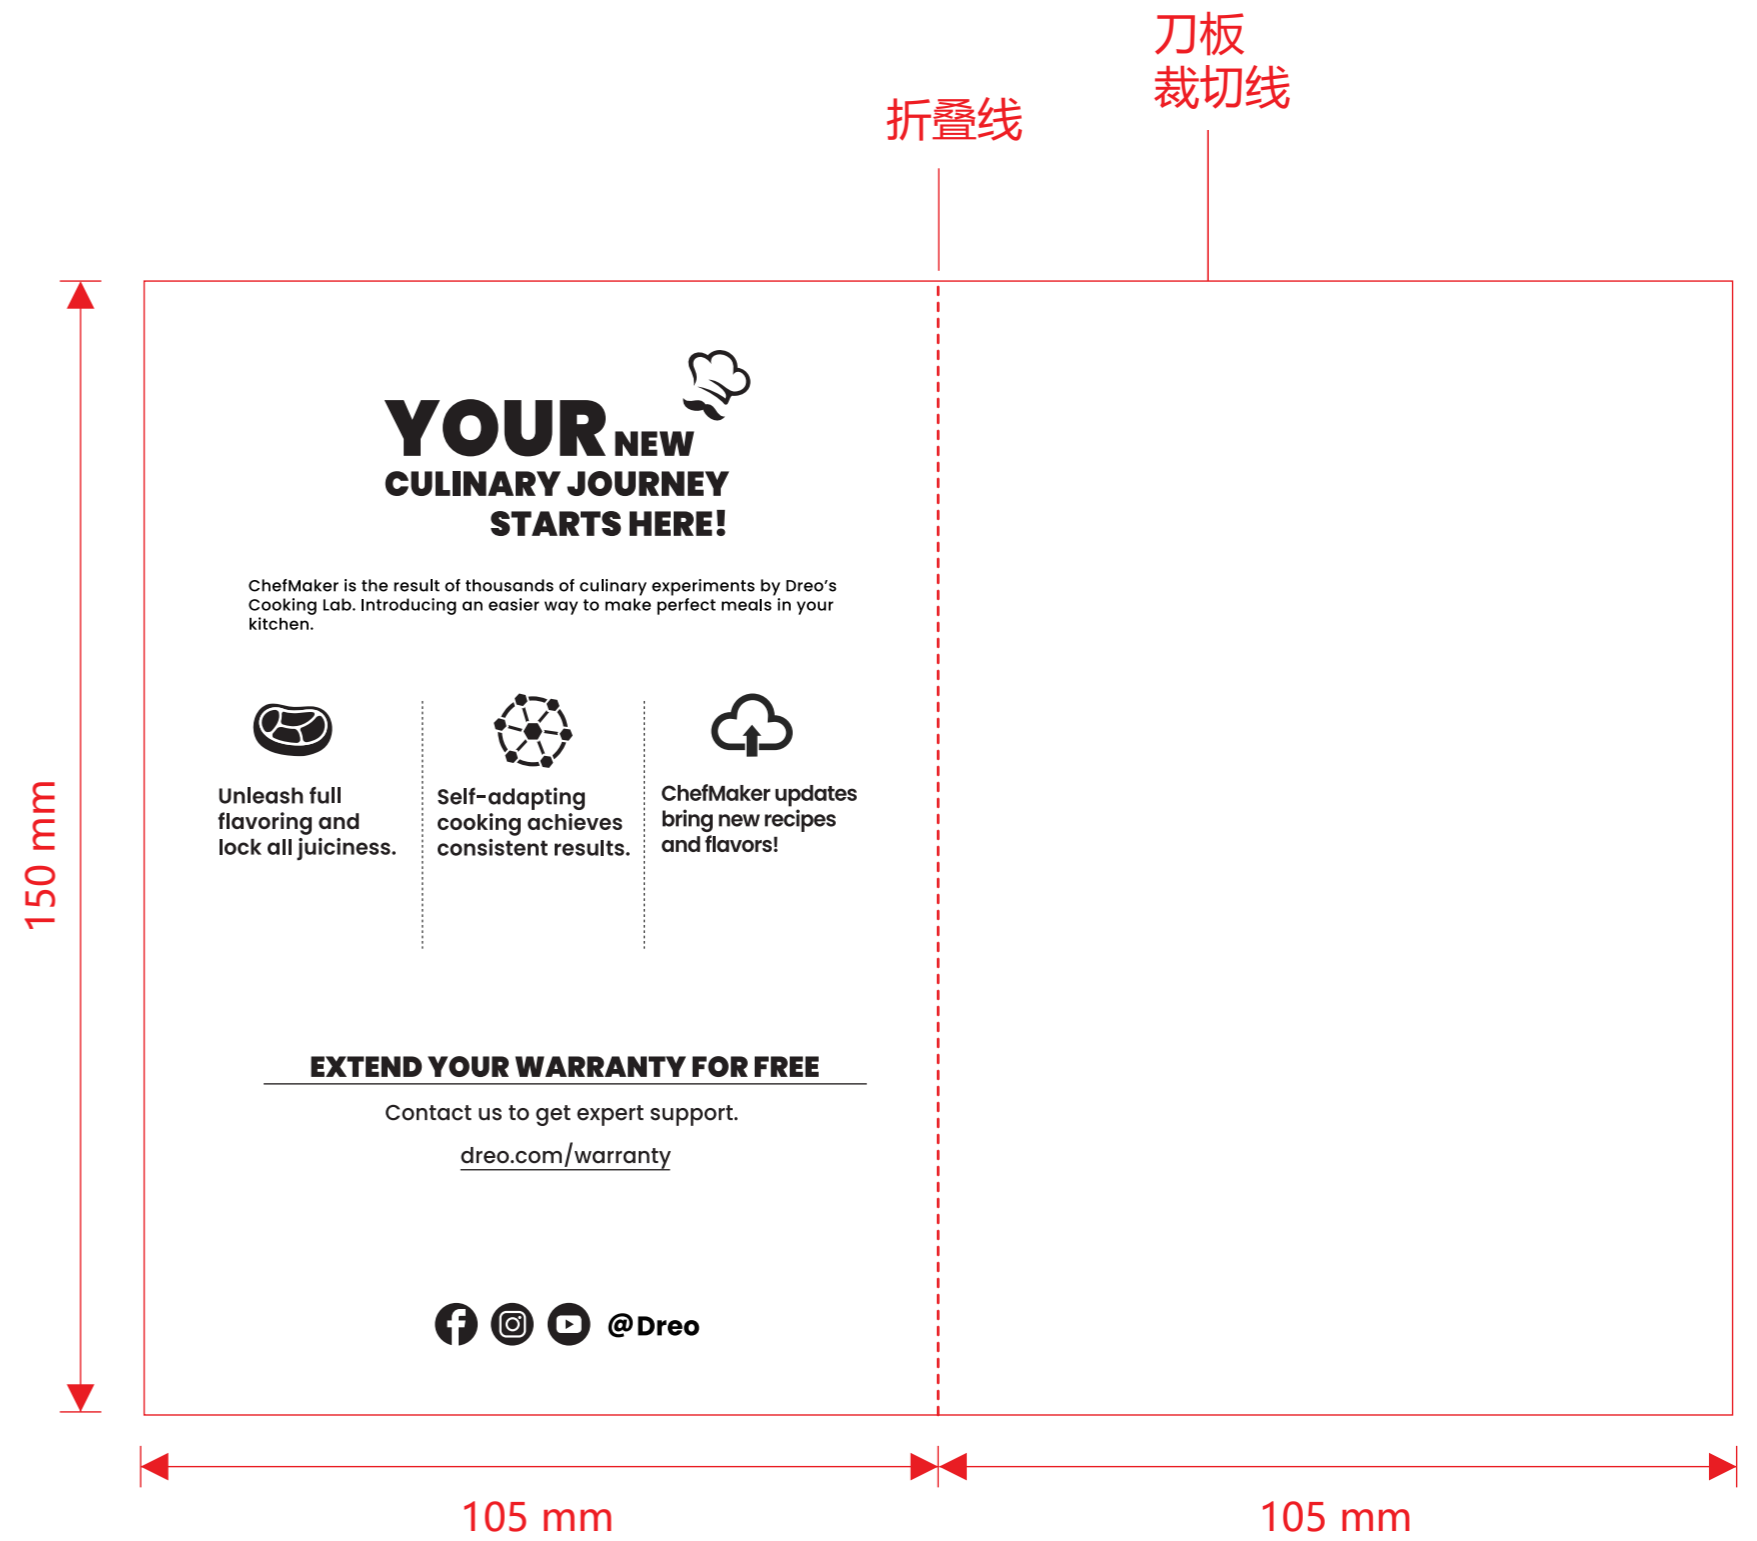 刀板
裁切线
折叠线
YOUR NEW
CULINARY JOURNEY
STARTS HERE!
ChefMaker is the result of thousands of culinary experiments by Dreo’s
Cooking Lab. Introducing an easier way to make perfect meals in your
kitchen.
Unleash full
flavoring and
lock all juiciness.
Self-adapting
cooking achieves
consistent results.
ChefMaker updates
bring new recipes
and flavors!
150 mm
EXTEND YOUR WARRANTY FOR FREE
Contact us to get expert support.
dreo.com/warranty
@Dreo
105 mm
105 mm